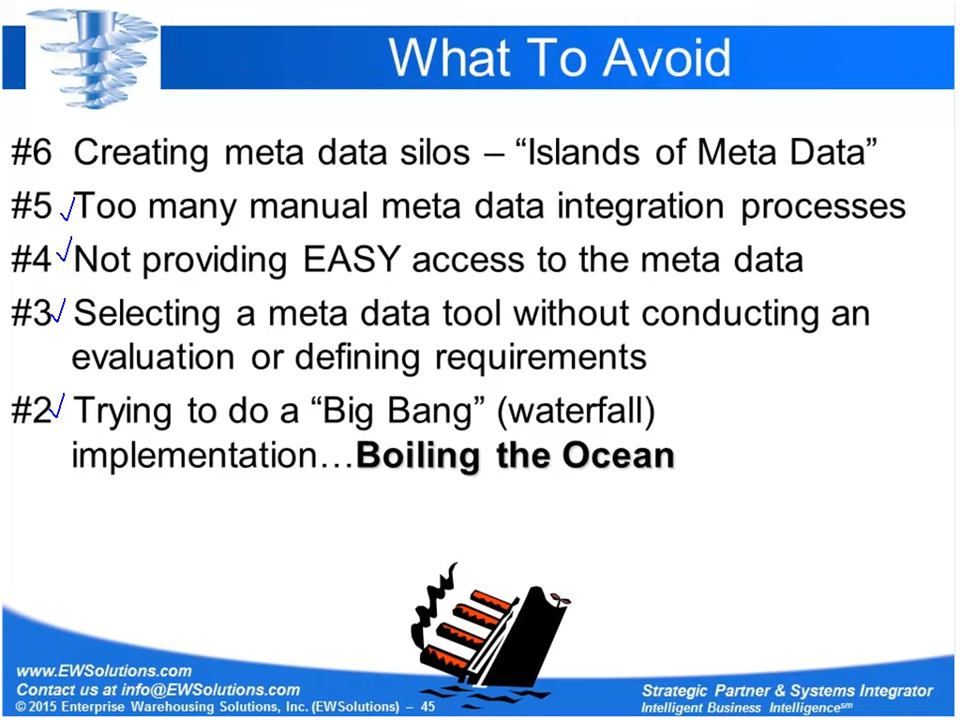 What To Avoid
#6 Creating meta data silos – “Islands of Meta Data”
#5 √ Too many manual meta data integration processes
#4 √ Not providing EASY access to the meta data
#3 √ Selecting a meta data tool without conducting an
evaluation or defining requirements
#2 √ Trying to do a “Big Bang” (waterfall)
implementation…Boiling the Ocean
www.EWSolutions.com
Contact us at info@EWSolutions.com
© 2015 Enterprise Warehousing Solutions, Inc. (EWSolutions) – 45
Strategic Partner & Systems Integrator
Intelligent Business Intelligence℠